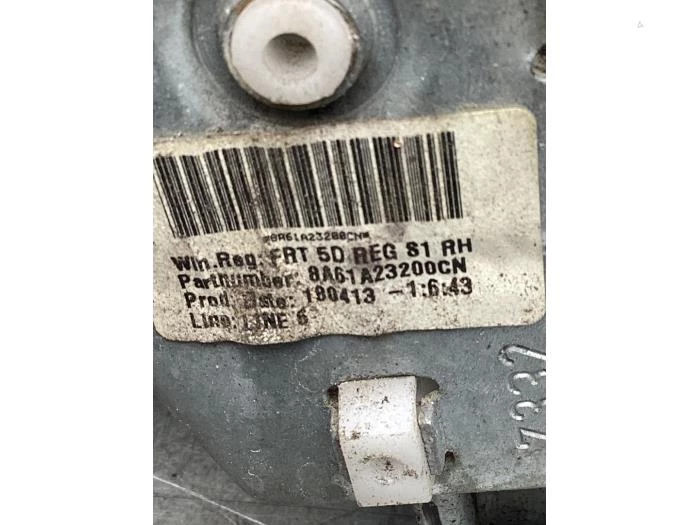 *8A61A23200CN*
Win.Reg: FRT 5D REG S1 RH
Partnumber: 8A61A23200CN
Prod. Date: 180413 -1:6:43
Line: LINE 6